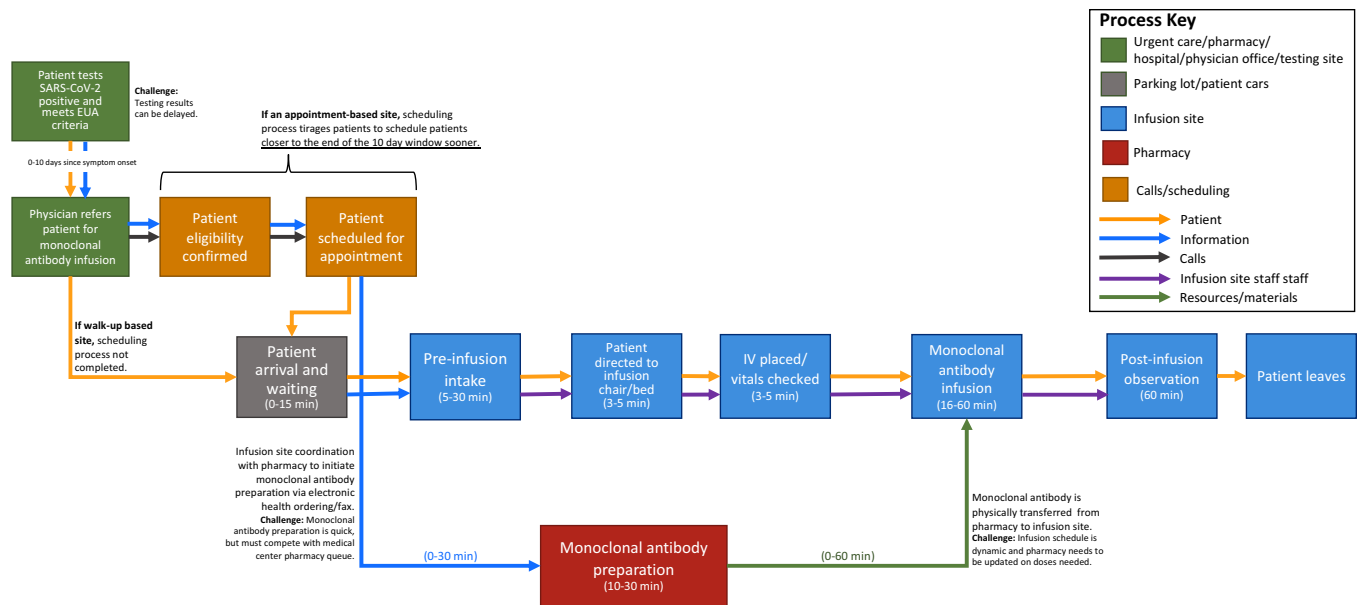 Process Key
Urgent care/pharmacy/
hospital/physician office/testing site
Parking lot/patient cars
Infusion site
Pharmacy
Calls/scheduling
Patient
Information
Calls
Infusion site staff staff
Resources/materials
Patient tests
SARS-CoV-2
positive and
meets EUA
criteria
Challenge:
Testing results
can be delayed.
If an appointment-based site, scheduling
process tirages patients to schedule patients
closer to the end of the 10 day window sooner.
0-10 days since symptom onset
Physician refers
patient for
monoclonal
antibody infusion
Patient
eligibility
confirmed
Patient
scheduled for
appointment
If walk-up based
site, scheduling
process not
completed.
Patient
arrival and
waiting
(0-15 min)
Pre-infusion
intake
(5-30 min)
Patient
directed to
infusion
chair/bed
(3-5 min)
IV placed/
vitals checked
(3-5 min)
Monoclonal
antibody
infusion
(16-60 min)
Post-infusion
observation
(60 min)
Patient leaves
Infusion site coordination
with pharmacy to initiate
monoclonal antibody
preparation via electronic
health ordering/fax.
Challenge: Monoclonal
antibody preparation is quick,
but must compete with medical
center pharmacy queue.
(0-30 min)
Monoclonal antibody
preparation
(10-30 min)
(0-60 min)
Monoclonal antibody is
physically transferred from
pharmacy to infusion site.
Challenge: Infusion schedule is
dynamic and pharmacy needs to
be updated on doses needed.